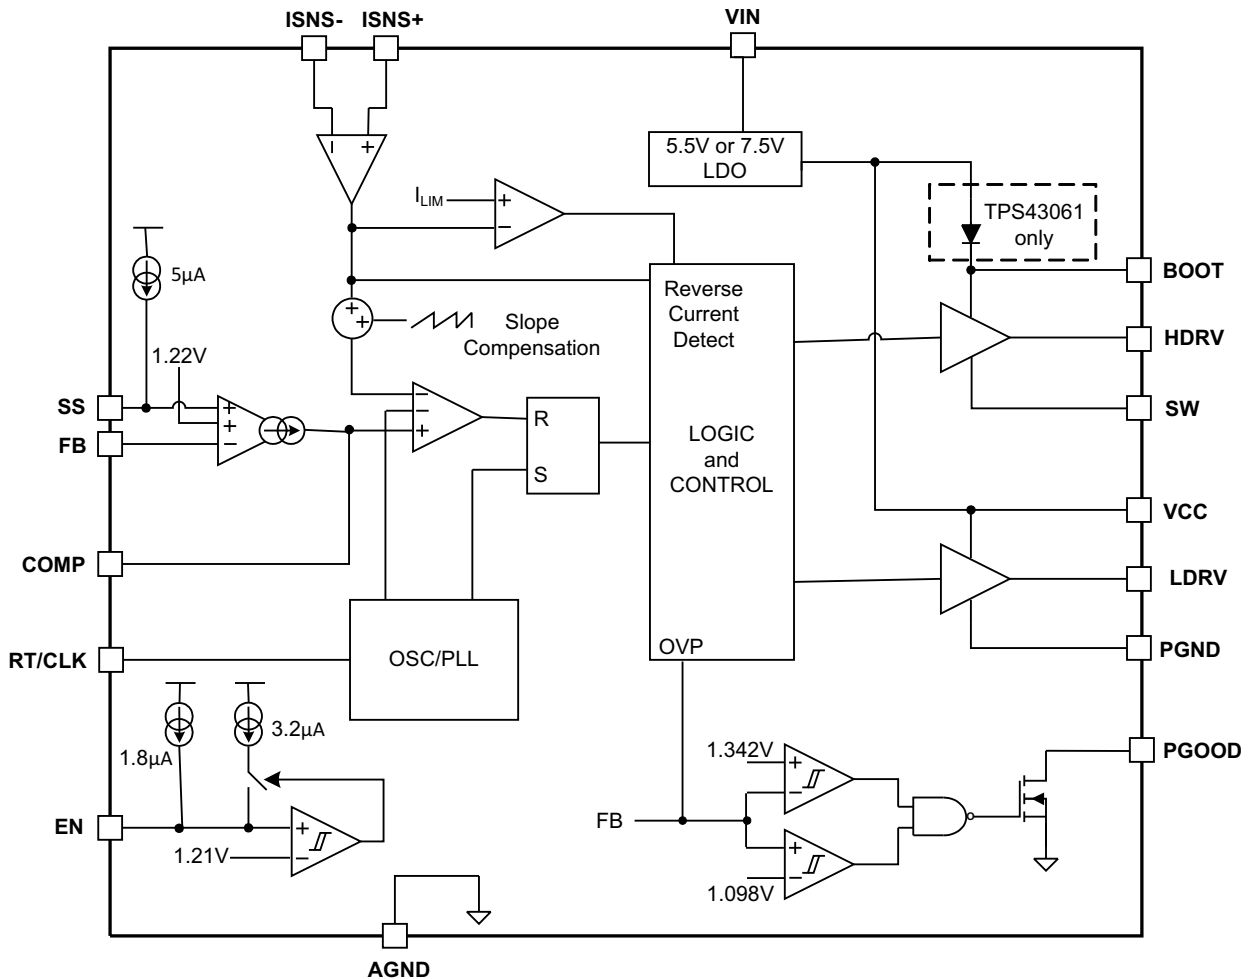 ISNS- ISNS+ VIN
5.5V or 7.5V
LDO
I_LIM
+
−
TPS43061
only
5µA
BOOT
Reverse
Current
Detect
Slope
Compensation
HDRV
1.22V
SS
SW
FB
R
S
LOGIC
and
CONTROL
VCC
COMP
LDRV
OVP
RT/CLK
OSC/PLL
PGND
3.2µA
1.8µA
1.342V
PGOOD
EN
FB
1.21V
1.098V
AGND